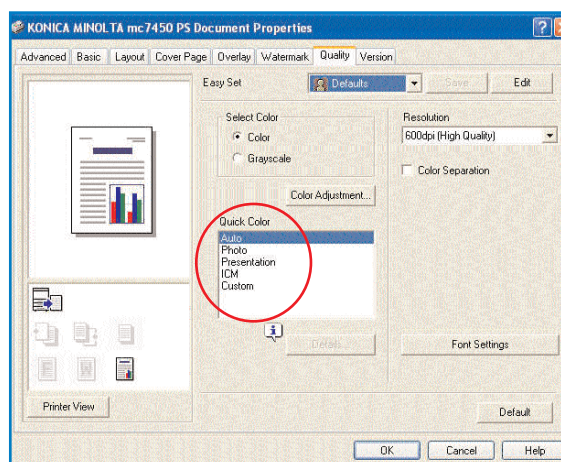 KONICA MINOLTA mc7450 PS Document Properties
Advanced Basic Layout Cover Page Overlay Watermark Quality Version
Easy Set Defaults Save Edit
Select Color
Color
Grayscale
Resolution
600dpi (High Quality)
Color Separation
Color Adjustment...
Quick Color
Auto
Photo
Presentation
ICM
Custom
Details...
Font Settings
Printer View
Default
OK Cancel Help